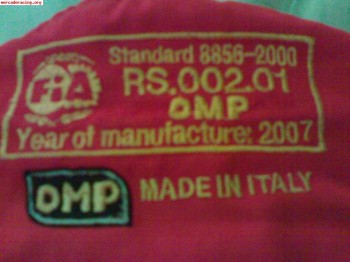 mercadoracing.org
Standard 8856-2000
FIA
RS.002.01
OMP
Year of manufacture: 2007
OMP MADE IN ITALY